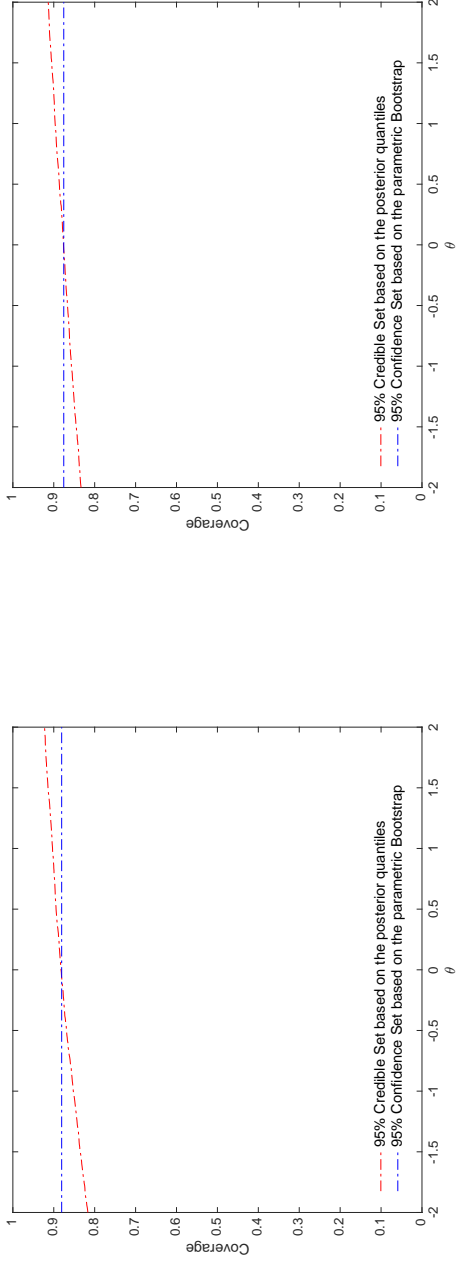 1
0.9
0.8
0.7
0.6
0.5
0.4
0.3
0.2
0.1
0
Coverage
95% Credible Set based on the posterior quantiles
95% Confidence Set based on the parametric Bootstrap
-2 -1.5 -1 -0.5 0 0.5 1 1.5 2
θ
1
0.9
0.8
0.7
0.6
0.5
0.4
0.3
0.2
0.1
0
Coverage
95% Credible Set based on the posterior quantiles
95% Confidence Set based on the parametric Bootstrap
-2 -1.5 -1 -0.5 0 0.5 1 1.5 2
θ